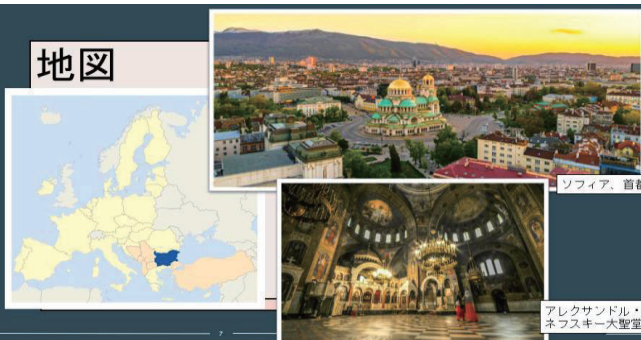 地図
ソフィア、首都
アレクサンドル・
ネフスキー大聖堂
7